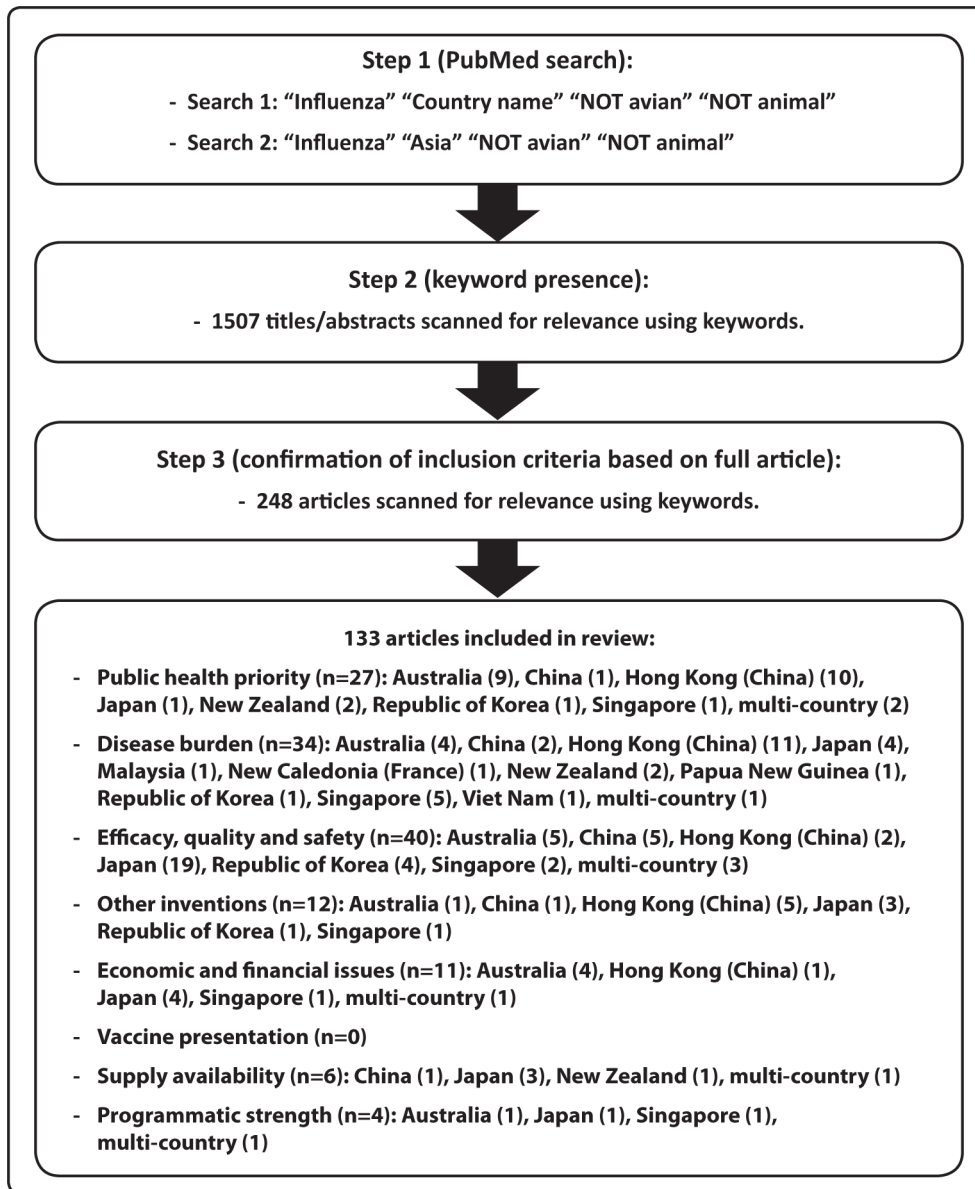 Step 1 (PubMed search):
- Search 1: “Influenza” “Country name” “NOT avian” “NOT animal”
- Search 2: “Influenza” “Asia” “NOT avian” “NOT animal”
Step 2 (keyword presence):
- 1507 titles/abstracts scanned for relevance using keywords.
Step 3 (confirmation of inclusion criteria based on full article):
- 248 articles scanned for relevance using keywords.
133 articles included in review:
- Public health priority (n=27): Australia (9), China (1), Hong Kong (China) (10),
Japan (1), New Zealand (2), Republic of Korea (1), Singapore (1), multi-country (2)
- Disease burden (n=34): Australia (4), China (2), Hong Kong (China) (11), Japan (4),
Malaysia (1), New Caledonia (France) (1), New Zealand (2), Papua New Guinea (1),
Republic of Korea (1), Singapore (5), Viet Nam (1), multi-country (1)
- Efficacy, quality and safety (n=40): Australia (5), China (5), Hong Kong (China) (2),
Japan (19), Republic of Korea (4), Singapore (2), multi-country (3)
- Other inventions (n=12): Australia (1), China (1), Hong Kong (China) (5), Japan (3),
Republic of Korea (1), Singapore (1)
- Economic and financial issues (n=11): Australia (4), Hong Kong (China) (1),
Japan (4), Singapore (1), multi-country (1)
- Vaccine presentation (n=0)
- Supply availability (n=6): China (1), Japan (3), New Zealand (1), multi-country (1)
- Programmatic strength (n=4): Australia (1), Japan (1), Singapore (1),
multi-country (1)